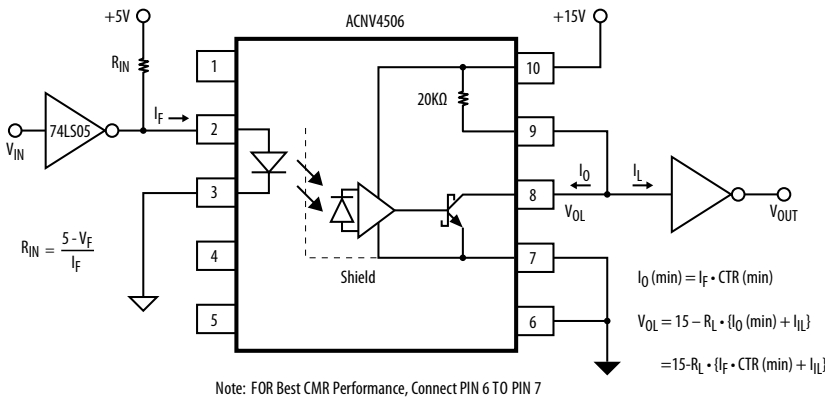 ACNV4506
+5V
+15V
R_IN
1
10
20KΩ
I_F
2
9
74LS05
V_IN
3
8
I_O
I_L
V_OL
V_OUT
R_IN = (5 - V_F) / I_F
4
7
Shield
I_O (min) = I_F • CTR (min)
5
6
V_OL = 15 – R_L • {I_O (min) + I_IL}
=15-R_L • {I_F • CTR (min) + I_IL}
Note: FOR Best CMR Performance, Connect PIN 6 TO PIN 7